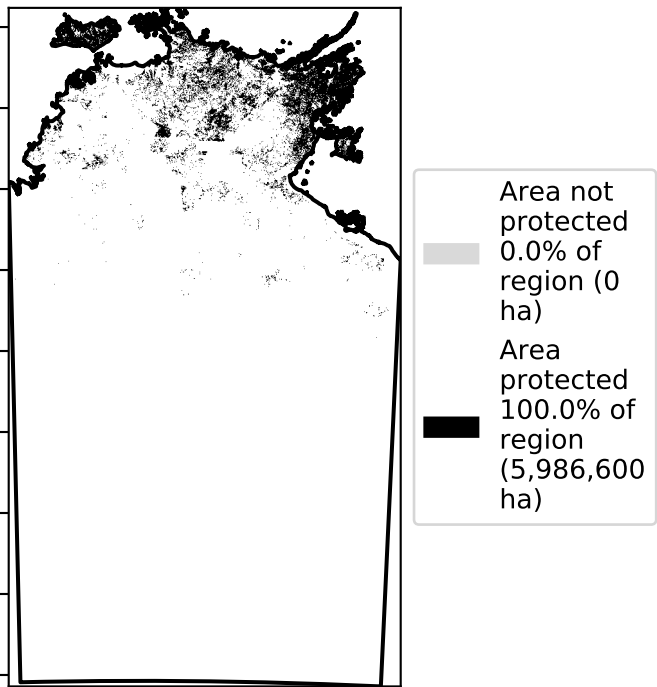 Area not
protected
0.0% of
region (0
ha)
Area
protected
100.0% of
region
(5,986,600
ha)